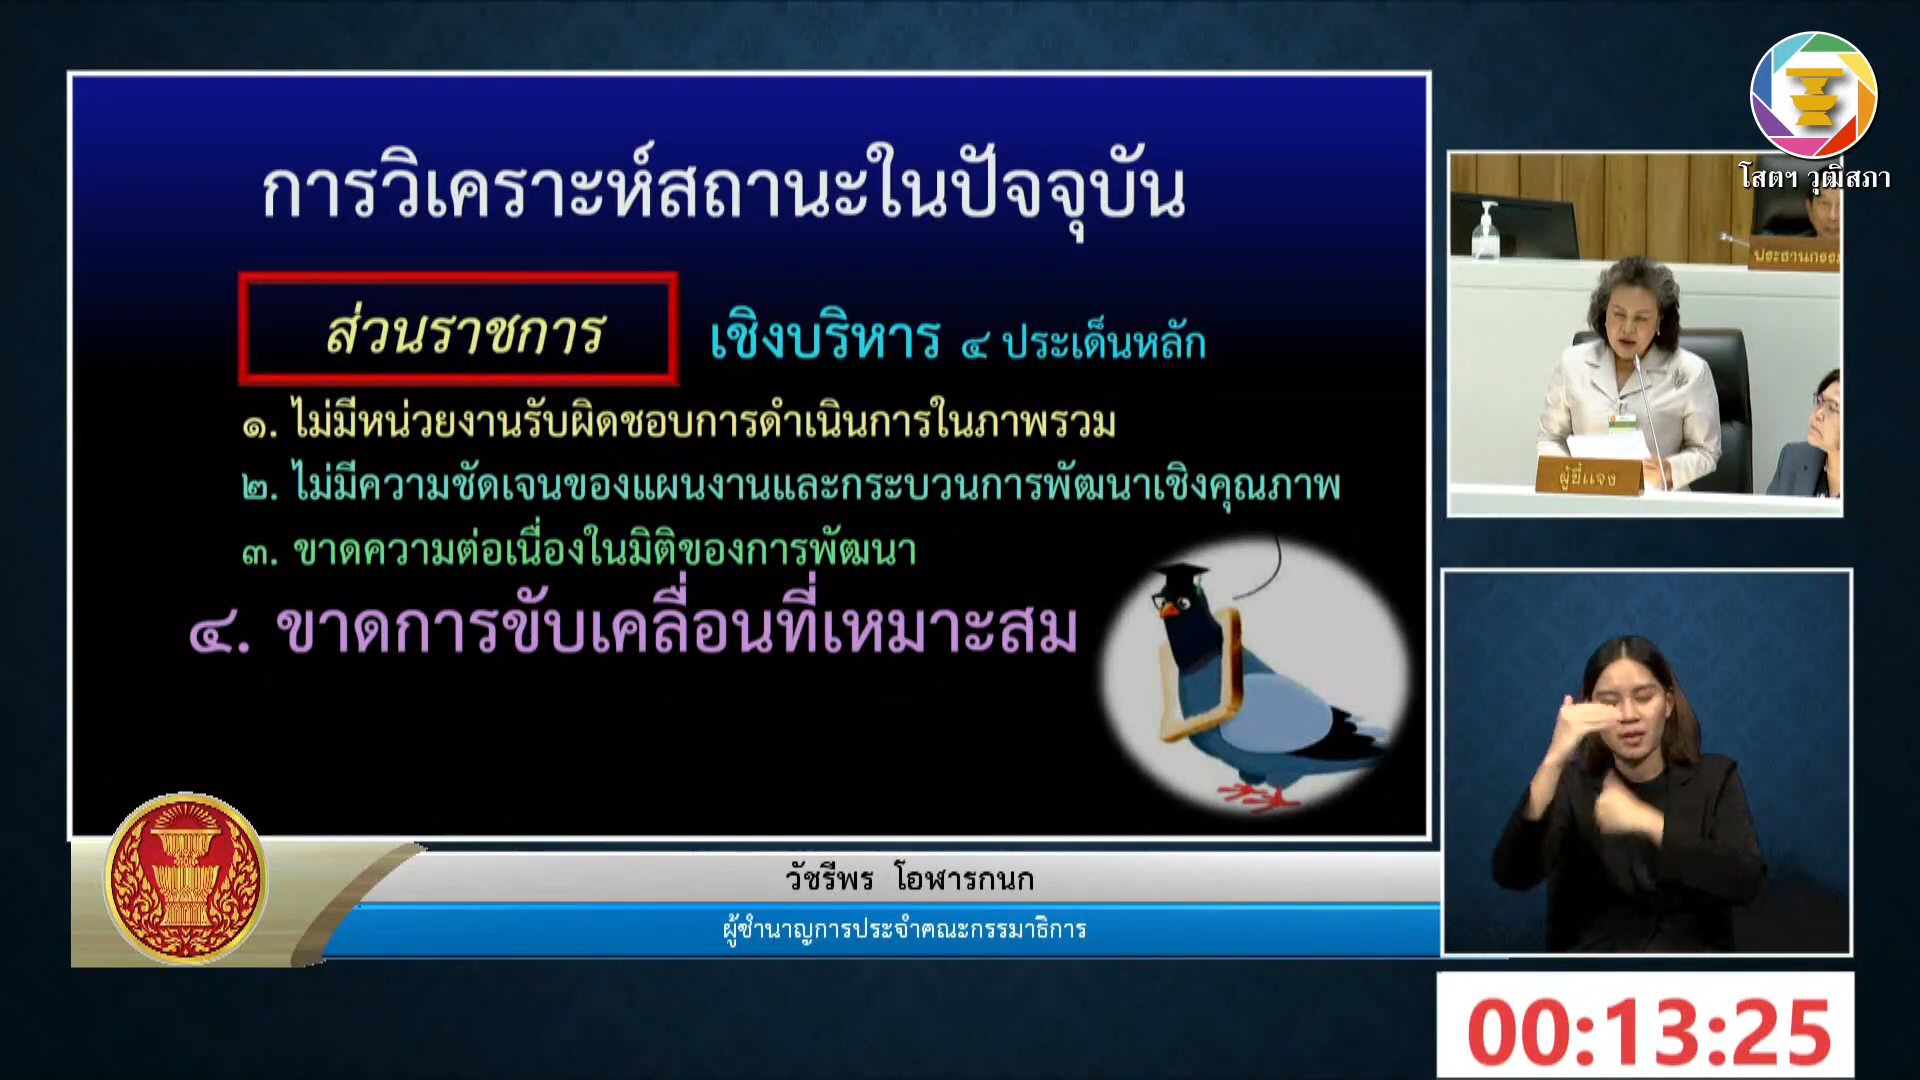 การวิเคราะห์สถานะในปัจจุบัน
ส่วนราชการ
เชิงบริหาร ๔ ประเด็นหลัก
๑. ไม่มีหน่วยงานรับผิดชอบการดำเนินการในภาพรวม
๒. ไม่มีความชัดเจนของแผนงานและกระบวนการพัฒนาเชิงคุณภาพ
๓. ขาดความต่อเนื่องในมิติของการพัฒนา
๔. ขาดการขับเคลื่อนที่เหมาะสม
โสตฯ วุฒิสภา
ผู้ชี้แจง
วัชรีพร โอฬารกนก
ผู้ชำนาญการประจำคณะกรรมาธิการ
00:13:25